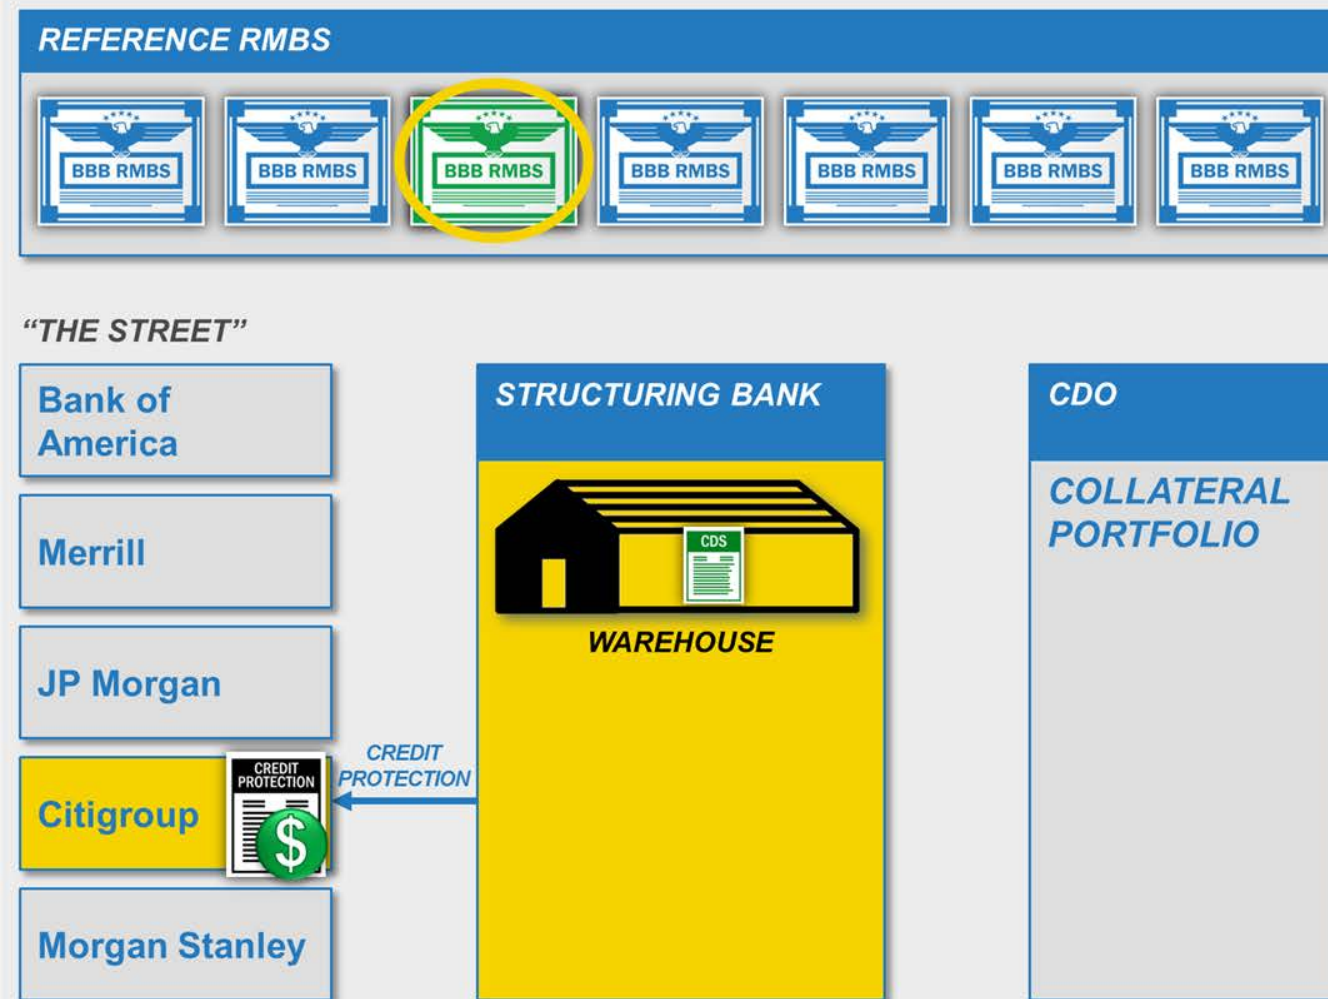 REFERENCE RMBS
BBB RMBS
BBB RMBS
BBB RMBS
BBB RMBS
BBB RMBS
BBB RMBS
BBB RMBS
“THE STREET”
Bank of
America
Merrill
JP Morgan
Citigroup
CREDIT
PROTECTION
$
Morgan Stanley
CREDIT
PROTECTION
STRUCTURING BANK
CDS
WAREHOUSE
CDO
COLLATERAL
PORTFOLIO